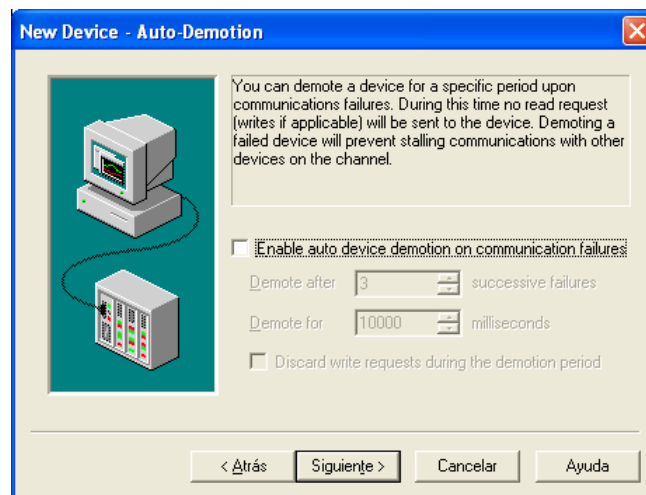 New Device - Auto-Demotion
You can demote a device for a specific period upon
communications failures. During this time no read request
(writes if applicable) will be sent to the device. Demoting a
failed device will prevent stalling communications with other
devices on the channel.
Enable auto device demotion on communication failures
Demote after 3 successive failures
Demote for 10000 milliseconds
Discard write requests during the demotion period
< Atrás Siguiente > Cancelar Ayuda